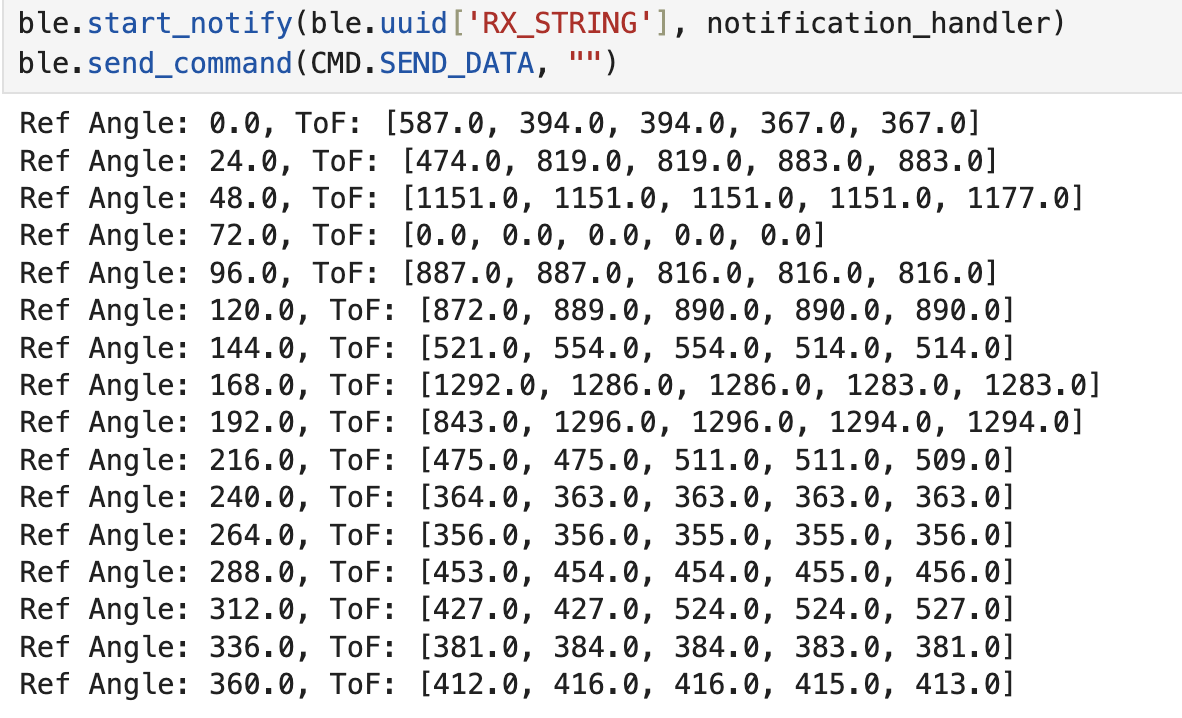 ble.start_notify(ble.uuid['RX_STRING'], notification_handler)
ble.send_command(CMD.SEND_DATA, "")
Ref Angle: 0.0, ToF: [587.0, 394.0, 394.0, 367.0, 367.0]
Ref Angle: 24.0, ToF: [474.0, 819.0, 819.0, 883.0, 883.0]
Ref Angle: 48.0, ToF: [1151.0, 1151.0, 1151.0, 1151.0, 1177.0]
Ref Angle: 72.0, ToF: [0.0, 0.0, 0.0, 0.0, 0.0]
Ref Angle: 96.0, ToF: [887.0, 887.0, 816.0, 816.0, 816.0]
Ref Angle: 120.0, ToF: [872.0, 889.0, 890.0, 890.0, 890.0]
Ref Angle: 144.0, ToF: [521.0, 554.0, 554.0, 514.0, 514.0]
Ref Angle: 168.0, ToF: [1292.0, 1286.0, 1286.0, 1283.0, 1283.0]
Ref Angle: 192.0, ToF: [843.0, 1296.0, 1296.0, 1294.0, 1294.0]
Ref Angle: 216.0, ToF: [475.0, 475.0, 511.0, 511.0, 509.0]
Ref Angle: 240.0, ToF: [364.0, 363.0, 363.0, 363.0, 363.0]
Ref Angle: 264.0, ToF: [356.0, 356.0, 355.0, 355.0, 356.0]
Ref Angle: 288.0, ToF: [453.0, 454.0, 454.0, 455.0, 456.0]
Ref Angle: 312.0, ToF: [427.0, 427.0, 524.0, 524.0, 527.0]
Ref Angle: 336.0, ToF: [381.0, 384.0, 384.0, 383.0, 381.0]
Ref Angle: 360.0, ToF: [412.0, 416.0, 416.0, 415.0, 413.0]